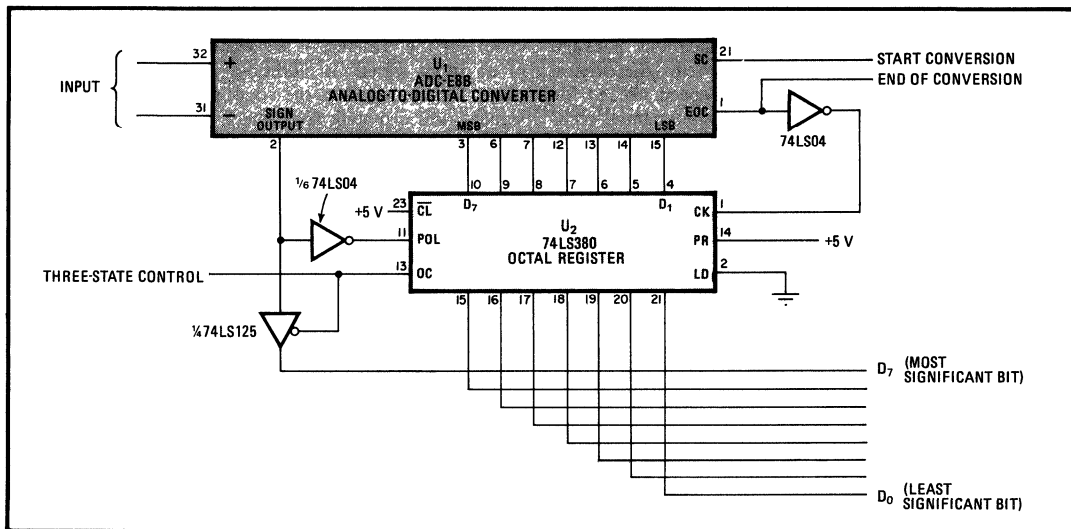 INPUT
32
31
+
−
U1
ADC-E8B
ANALOG-TO-DIGITAL CONVERTER
SIGN
OUTPUT
MSB
LSB
SC
EOC
21
START CONVERSION
END OF CONVERSION
1
74LS04
2
3
6
7
12
13
14
15
1/6 74LS04
+5 V
23
CL
10
9
8
7
6
5
4
D7
D1
U2
74LS380
OCTAL REGISTER
11
POL
THREE-STATE CONTROL
13
OC
CK
1
PR
14
+5 V
LD
2
1/4 74LS125
15
16
17
18
19
20
21
D7 (MOST
SIGNIFICANT BIT)
D0 (LEAST
SIGNIFICANT BIT)